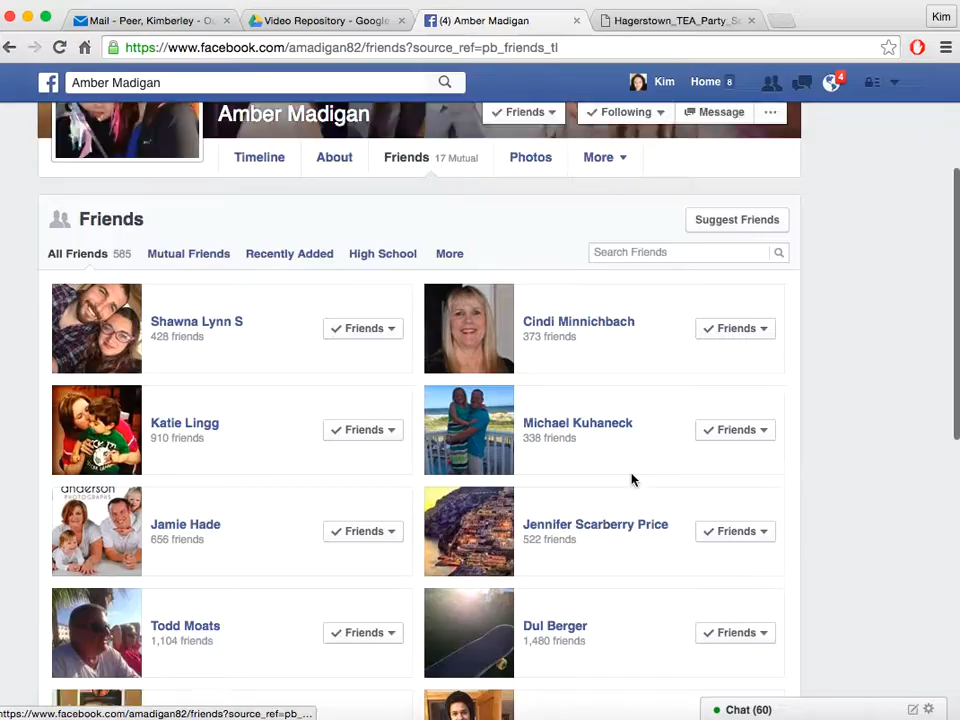 Mail - Peer, Kimberley - Ou
Video Repository - Google
(4) Amber Madigan
Hagerstown_TEA_Party_S
Kim
https://www.facebook.com/amadigan82/friends?source_ref=pb_friends_tl
Amber Madigan
Kim
Home 8
4
Amber Madigan
Friends
Following
Message
Timeline
About
Friends 17 Mutual
Photos
More
Friends
Suggest Friends
All Friends 585
Mutual Friends
Recently Added
High School
More
Search Friends
Shawna Lynn S
428 friends
Friends
Cindi Minnichbach
373 friends
Friends
Katie Lingg
910 friends
Friends
Michael Kuhaneck
338 friends
Friends
anderson
PHOTOGRAPHS
Jamie Hade
656 friends
Friends
Jennifer Scarberry Price
522 friends
Friends
Todd Moats
1,104 friends
Friends
Dul Berger
1,480 friends
Friends
https://www.facebook.com/amadigan82/friends?source_ref=pb_...
Chat (60)